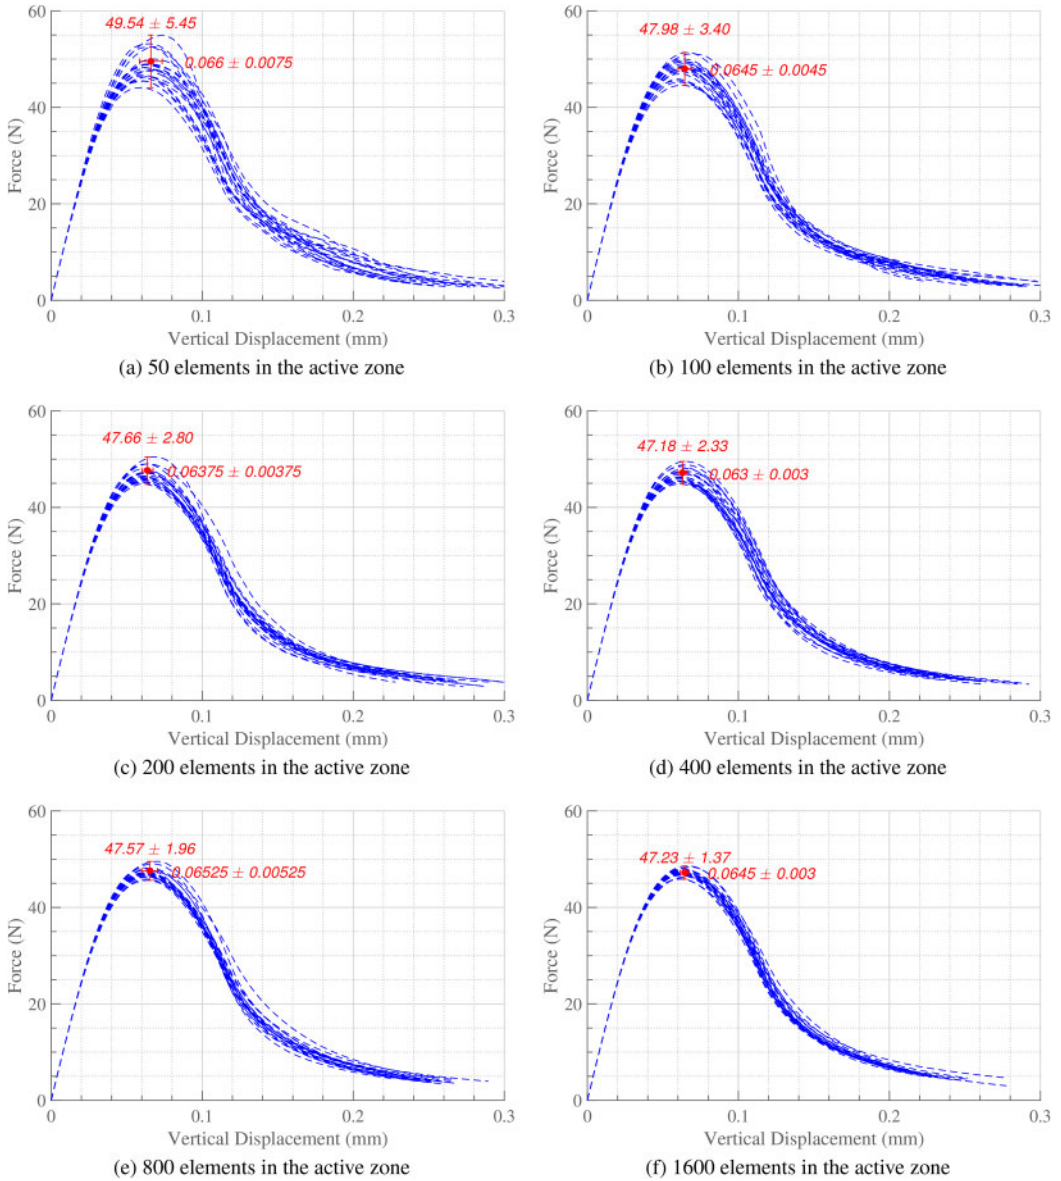 60
49.54 ± 5.45
0.066 ± 0.0075
40
Force (N)
20
0
0 0.1 0.2 0.3
Vertical Displacement (mm)
(a) 50 elements in the active zone
60
47.98 ± 3.40
0.0645 ± 0.0045
40
Force (N)
20
0
0 0.1 0.2 0.3
Vertical Displacement (mm)
(b) 100 elements in the active zone
60
47.66 ± 2.80
0.06375 ± 0.00375
40
Force (N)
20
0
0 0.1 0.2 0.3
Vertical Displacement (mm)
(c) 200 elements in the active zone
60
47.18 ± 2.33
0.063 ± 0.003
40
Force (N)
20
0
0 0.1 0.2 0.3
Vertical Displacement (mm)
(d) 400 elements in the active zone
60
47.57 ± 1.96
0.06525 ± 0.00525
40
Force (N)
20
0
0 0.1 0.2 0.3
Vertical Displacement (mm)
(e) 800 elements in the active zone
60
47.23 ± 1.37
0.0645 ± 0.003
40
Force (N)
20
0
0 0.1 0.2 0.3
Vertical Displacement (mm)
(f) 1600 elements in the active zone